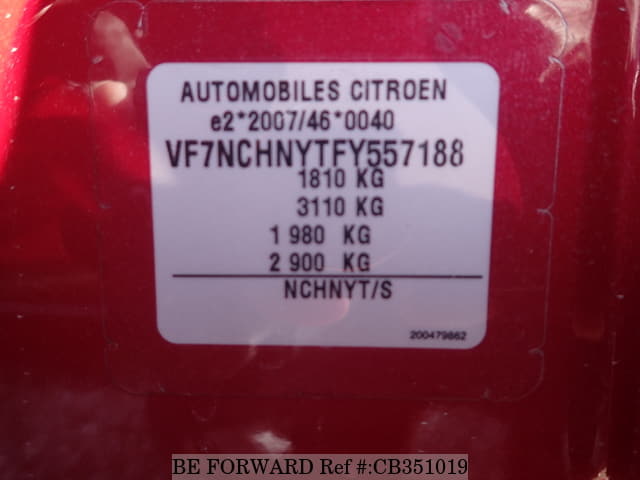 AUTOMOBILES CITROEN
e2*2007/46*0040
VF7NCHNYTFY557188
1810 KG
3110 KG
1 980 KG
2 900 KG
NCHNYT/S
200479862
BE FORWARD Ref #:CB351019